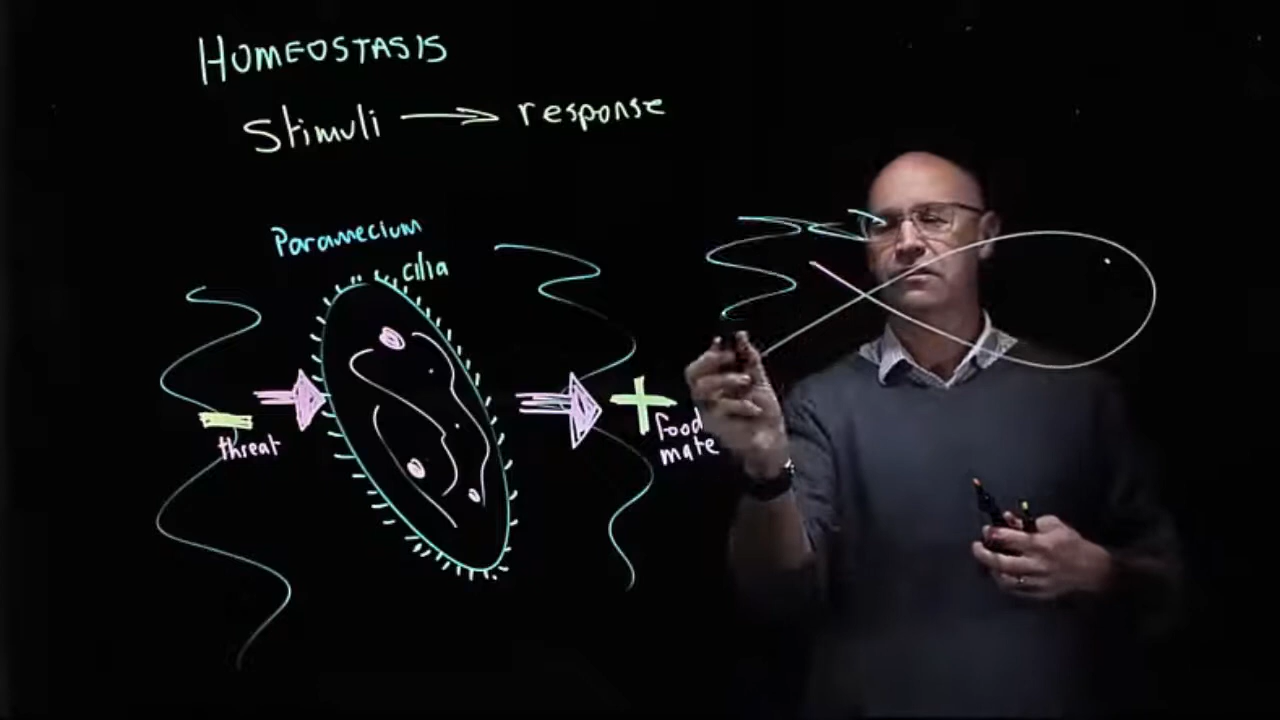 HOMEOSTASIS
Stimuli → response
Paramecium
cilia
threat
+
food
mate